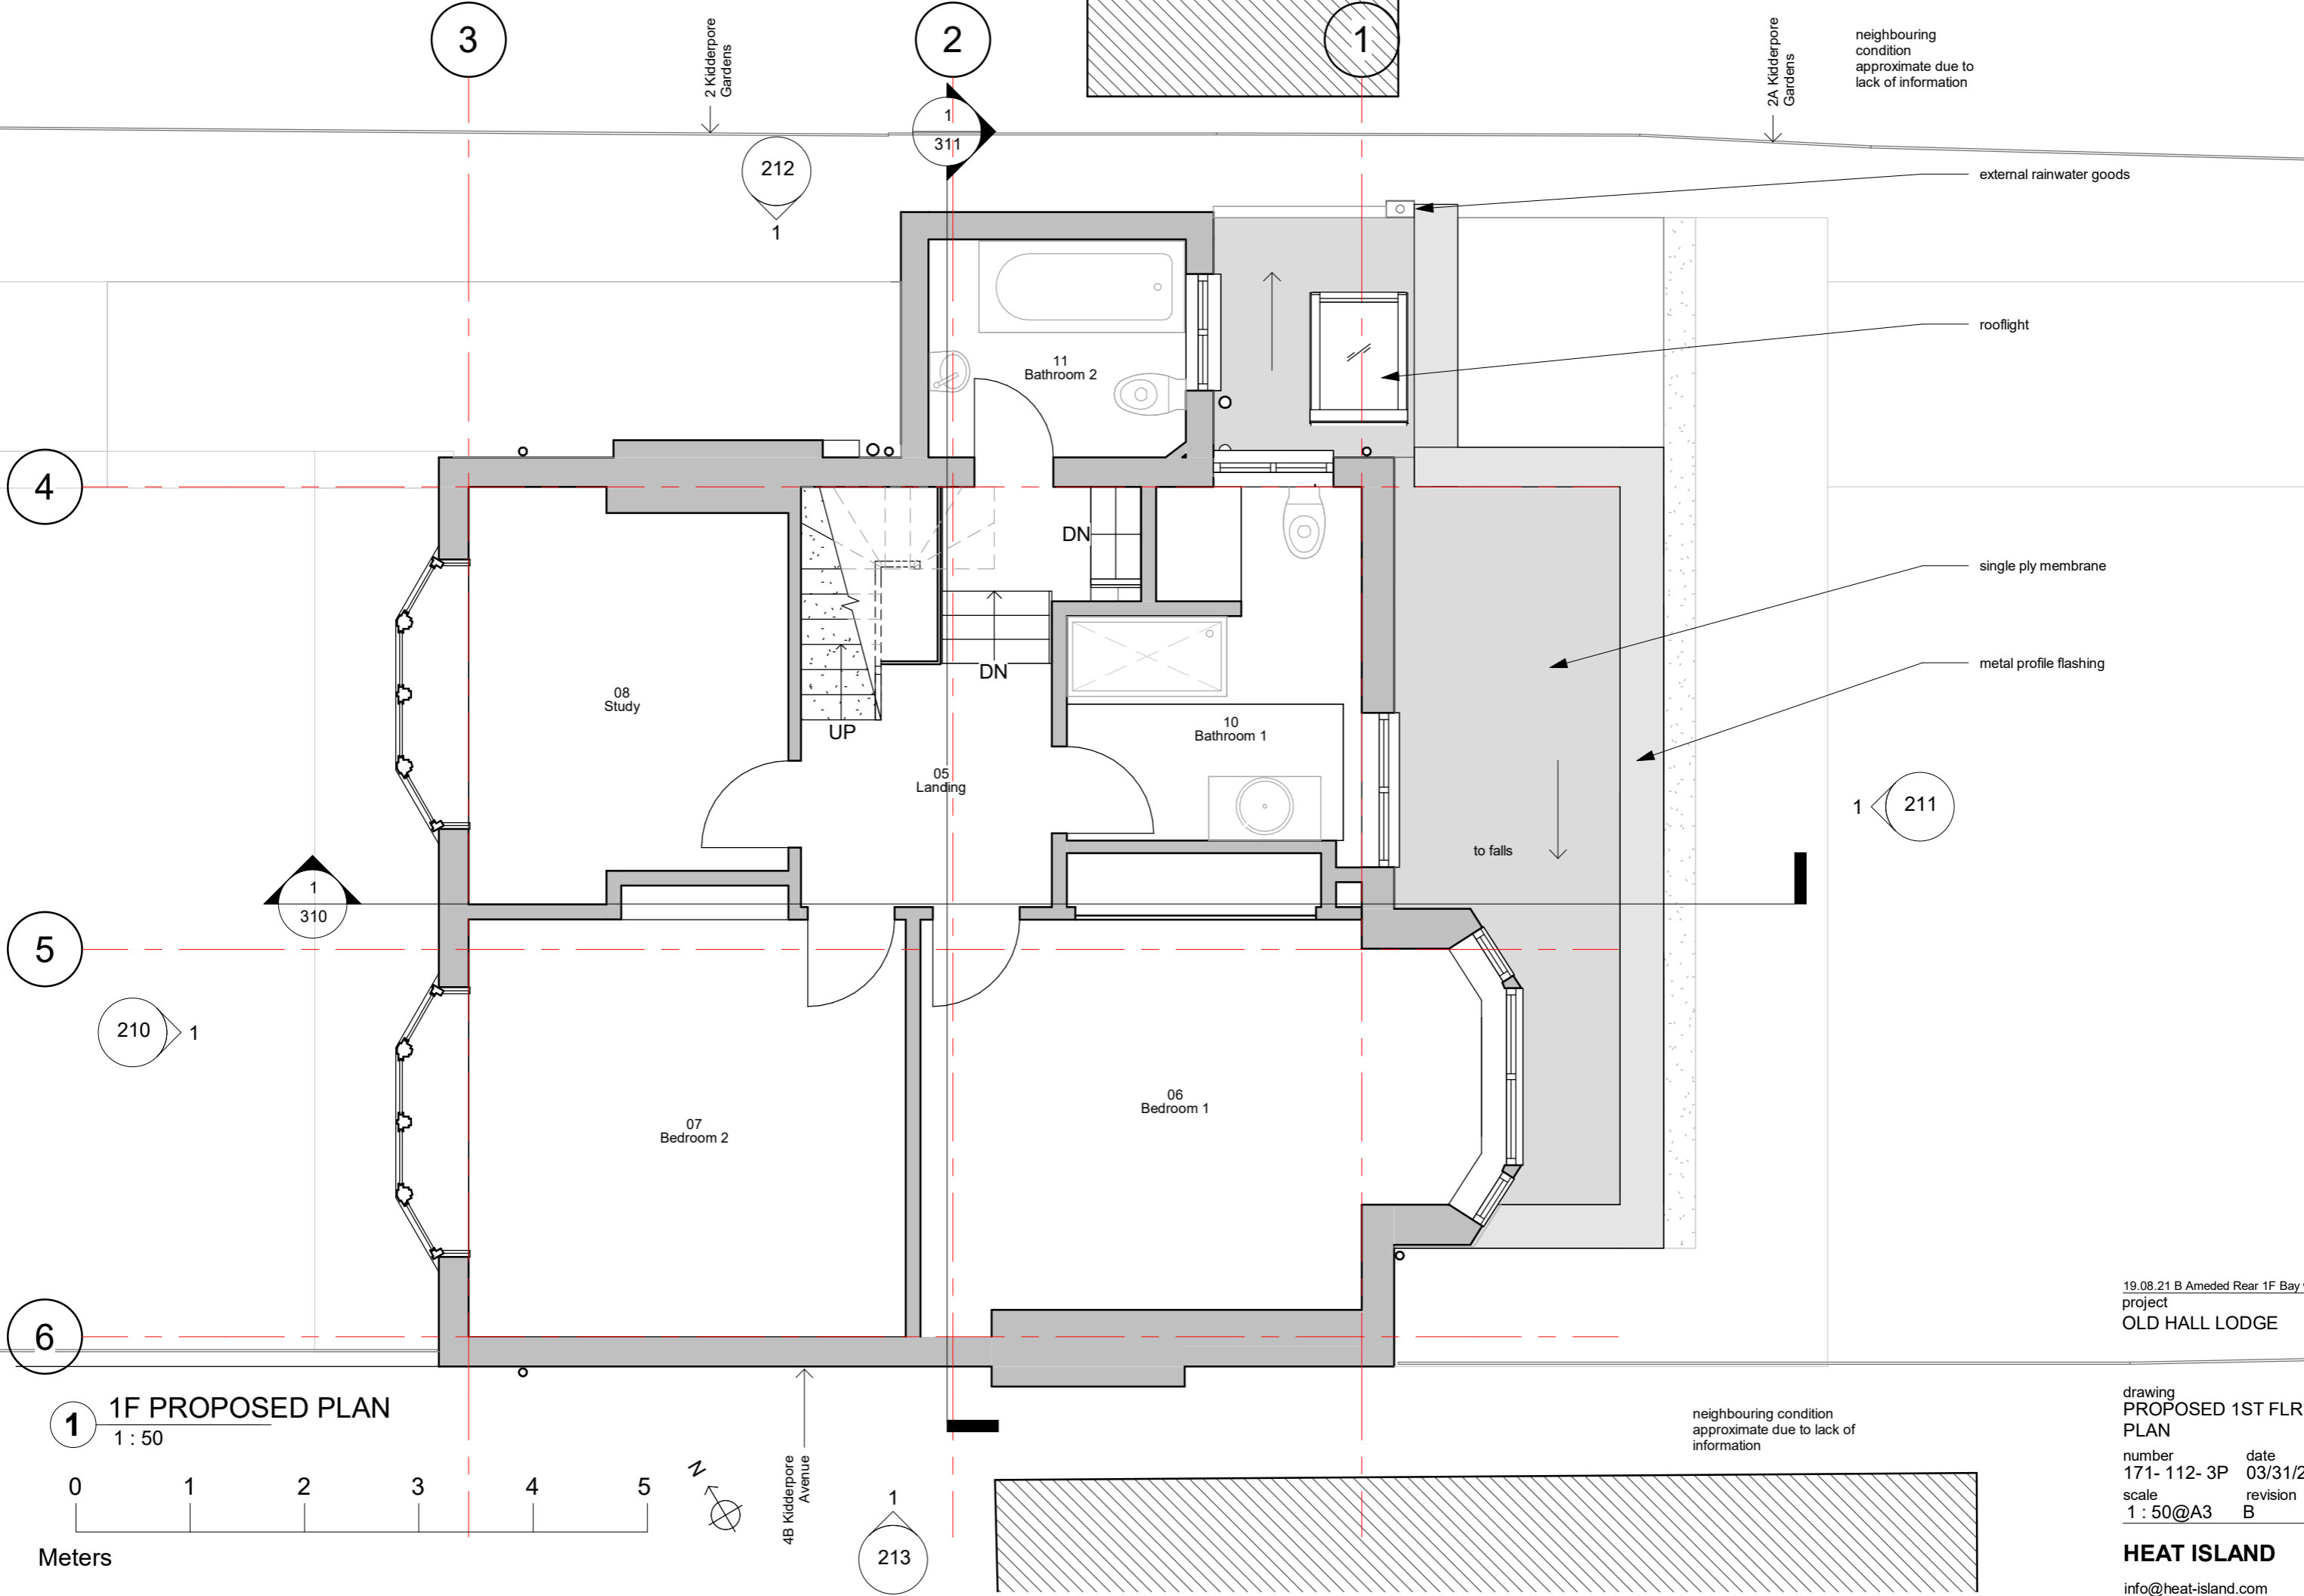 3
2
1
2 Kidderpore
Gardens
2A Kidderpore
Gardens
neighbouring
condition
approximate due to
lack of information
1
311
212
1
external rainwater goods
rooflight
11
Bathroom 2
4
DN
DN
UP
single ply membrane
metal profile flashing
08
Study
10
Bathroom 1
05
Landing
1
211
to falls
1
310
5
210
1
06
Bedroom 1
07
Bedroom 2
6
19.08.21 B Ameded Rear 1F Bay
project
OLD HALL LODGE
1
1F PROPOSED PLAN
1 : 50
0 1 2 3 4 5
Meters
N
4B Kidderpore
Avenue
1
213
neighbouring condition
approximate due to lack of
information
drawing
PROPOSED 1ST FLR
PLAN
number date
171- 112- 3P 03/31/2
scale revision
1 : 50@A3 B
HEAT ISLAND
info@heat-island.com